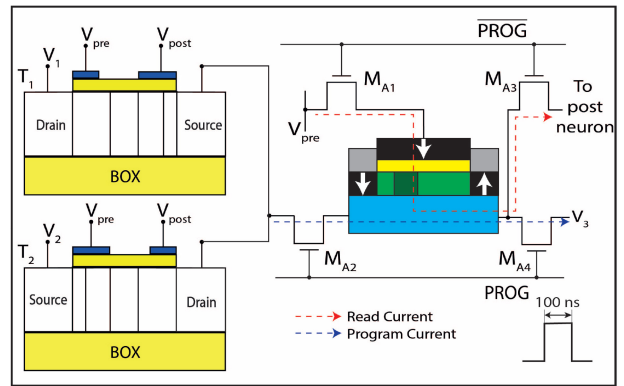 PROG
V1
Vpre
Vpost
T1
Drain
Source
BOX
MA1
MA3
To
post
neuron
Vpre
V2
Vpre
Vpost
T2
Source
Drain
BOX
MA2
MA4
V3
PROG
100 ns
Read Current
Program Current